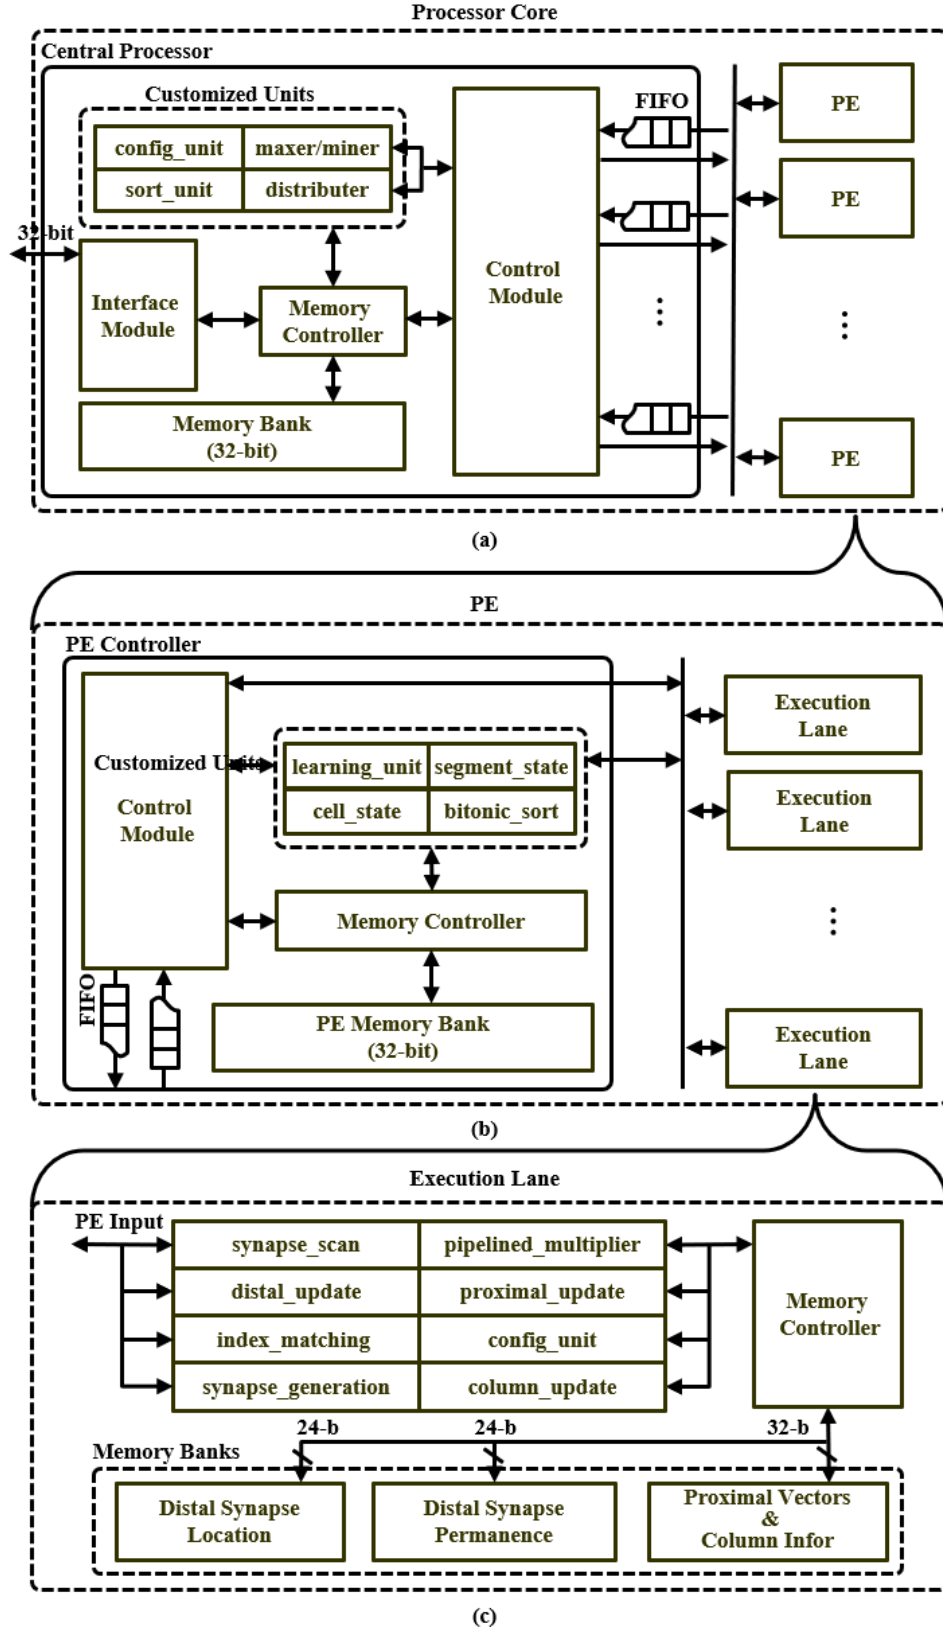 Processor Core
Central Processor
Customized Units
FIFO
PE
config_unit
maxer/miner
sort_unit
distributer
PE
32-bit
Interface
Module
Memory
Controller
Control
Module
Memory Bank
(32-bit)
PE
(a)
PE
PE Controller
Execution
Lane
Customized Units
learning_unit
segment_state
Control
Module
cell_state
bitonic_sort
Execution
Lane
Memory Controller
FIFO
PE Memory Bank
(32-bit)
Execution
Lane
(b)
Execution Lane
PE Input
synapse_scan
pipelined_multiplier
distal_update
proximal_update
Memory
Controller
index_matching
config_unit
synapse_generation
column_update
24-b
24-b
32-b
Memory Banks
Distal Synapse
Location
Distal Synapse
Permanence
Proximal Vectors
&
Column Infor
(c)